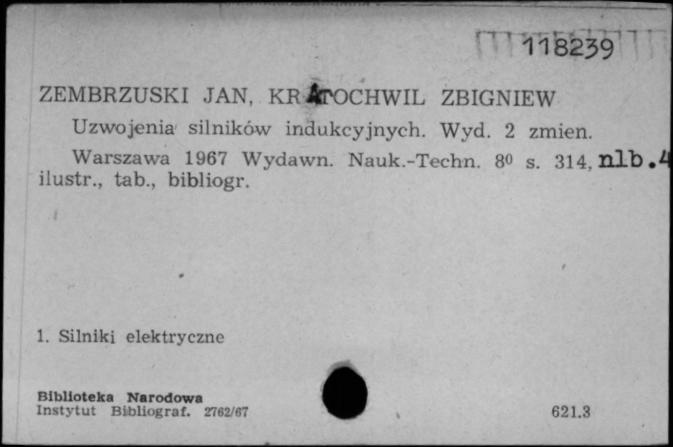 118239
ZEMBRZUSKI JAN, KRATOCHWIL ZBIGNIEW
Uzwojenia silników indukcyjnych. Wyd. 2 zmien.
Warszawa 1967 Wydawn. Nauk.-Techn. 8⁰ s. 314, nlb.4
ilustr., tab., bibliogr.
1. Silniki elektryczne
Biblioteka Narodowa
Instytut Bibliograf. 2762/67
621.3